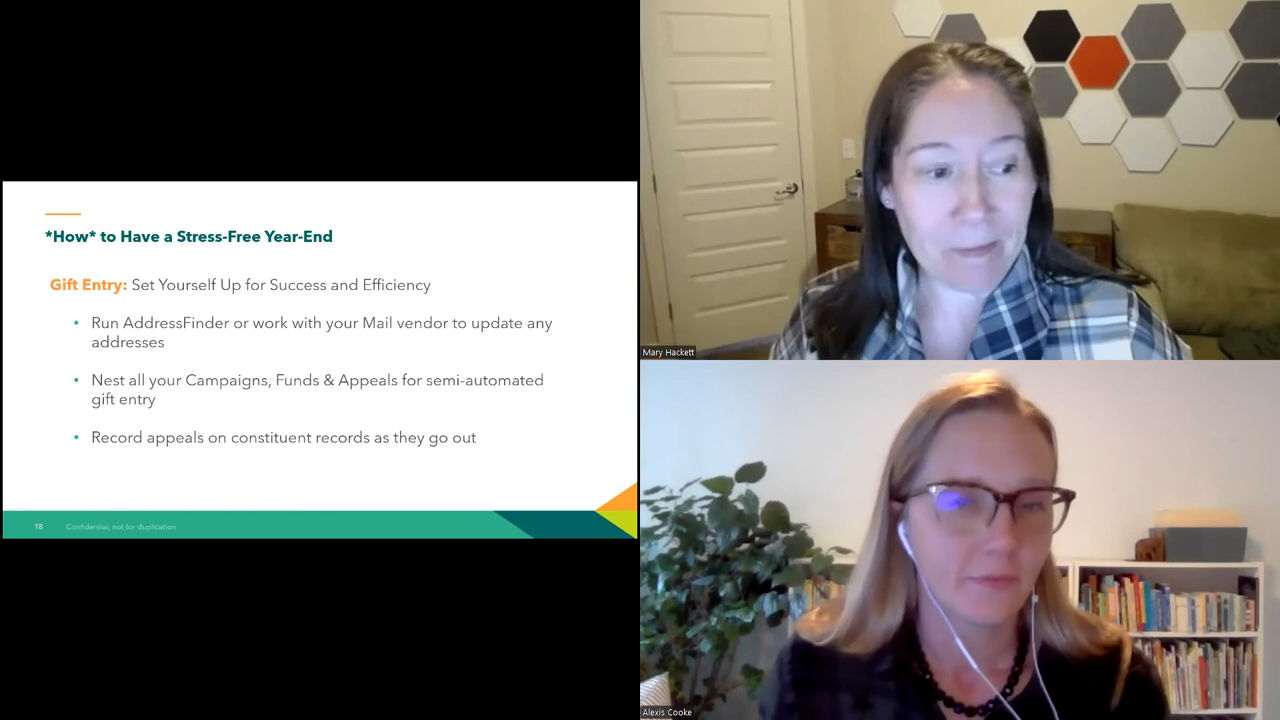 *How* to Have a Stress-Free Year-End
Gift Entry: Set Yourself Up for Success and Efficiency
• Run AddressFinder or work with your Mail vendor to update any
addresses
• Nest all your Campaigns, Funds & Appeals for semi-automated
gift entry
• Record appeals on constituent records as they go out
18 Confidential, not for duplication
Mary Hackett
Alexis Cooke